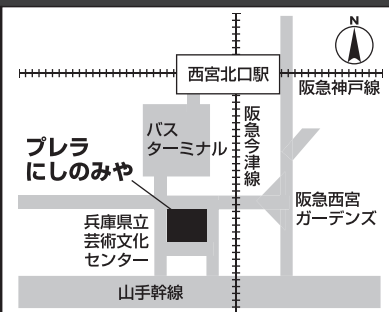 N
西宮北口駅
阪急神戸線
バス
ターミナル
阪急今津線
プレラ
にしのみや
阪急西宮
ガーデンズ
兵庫県立
芸術文化
センター
山手幹線